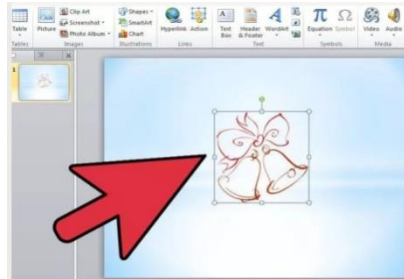 Clip Art
Shapes
Screenshot
SmartArt
Photo Album
Chart
Table
Picture
Hyperlink
Action
Text Box
Header & Footer
WordArt
Equation
Symbol
Video
Audio
Tables
Images
Illustrations
Links
Text
Symbols
Media
1